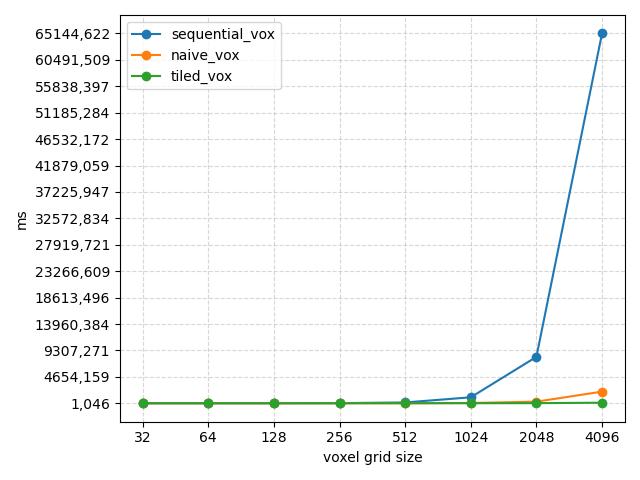 65144,622
60491,509
55838,397
51185,284
46532,172
41879,059
37225,947
32572,834
27919,721
23266,609
18613,496
13960,384
9307,271
4654,159
1,046
ms
sequential_vox
naive_vox
tiled_vox
32 64 128 256 512 1024 2048 4096
voxel grid size